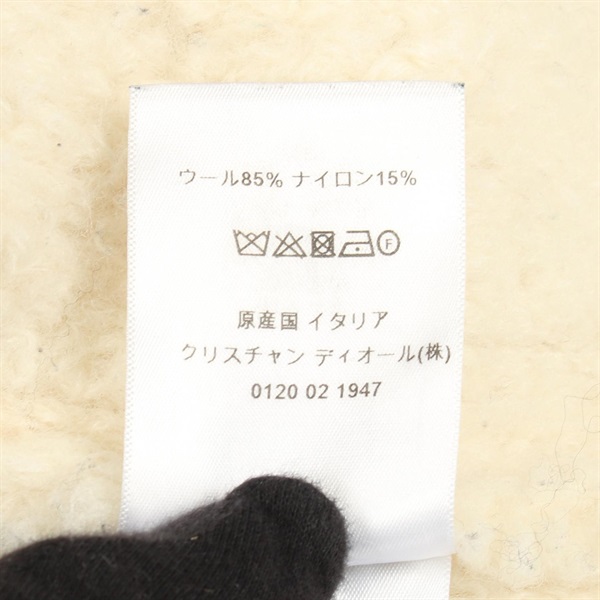 ウール85% ナイロン15%
F
原産国 イタリア
クリスチャン ディオール(株)
0120 02 1947